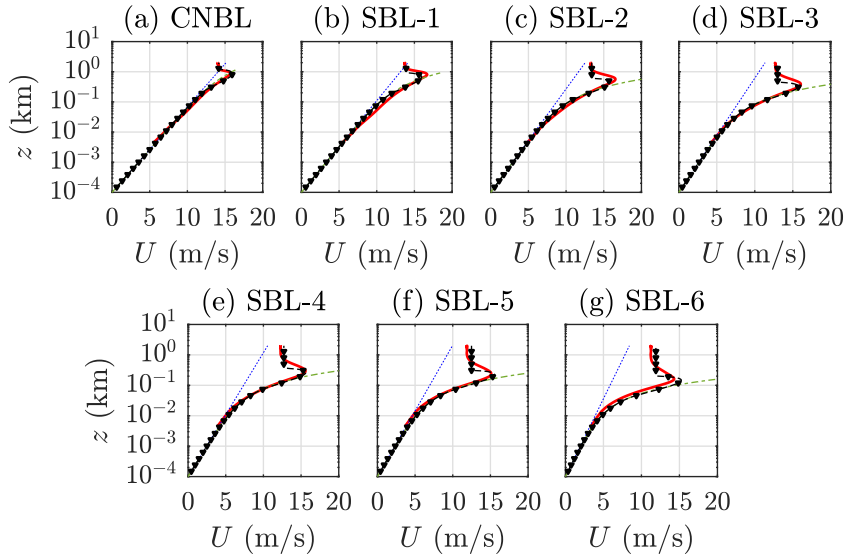 (a) CNBL (b) SBL-1 (c) SBL-2 (d) SBL-3
10^1
10^0
10^-1
10^-2
10^-3
10^-4
z (km)
0 5 10 15 20 0 5 10 15 20 0 5 10 15 20 0 5 10 15 20
U (m/s) U (m/s) U (m/s) U (m/s)
(e) SBL-4 (f) SBL-5 (g) SBL-6
10^1
10^0
10^-1
10^-2
10^-3
10^-4
z (km)
0 5 10 15 20 0 5 10 15 20 0 5 10 15 20
U (m/s) U (m/s) U (m/s)